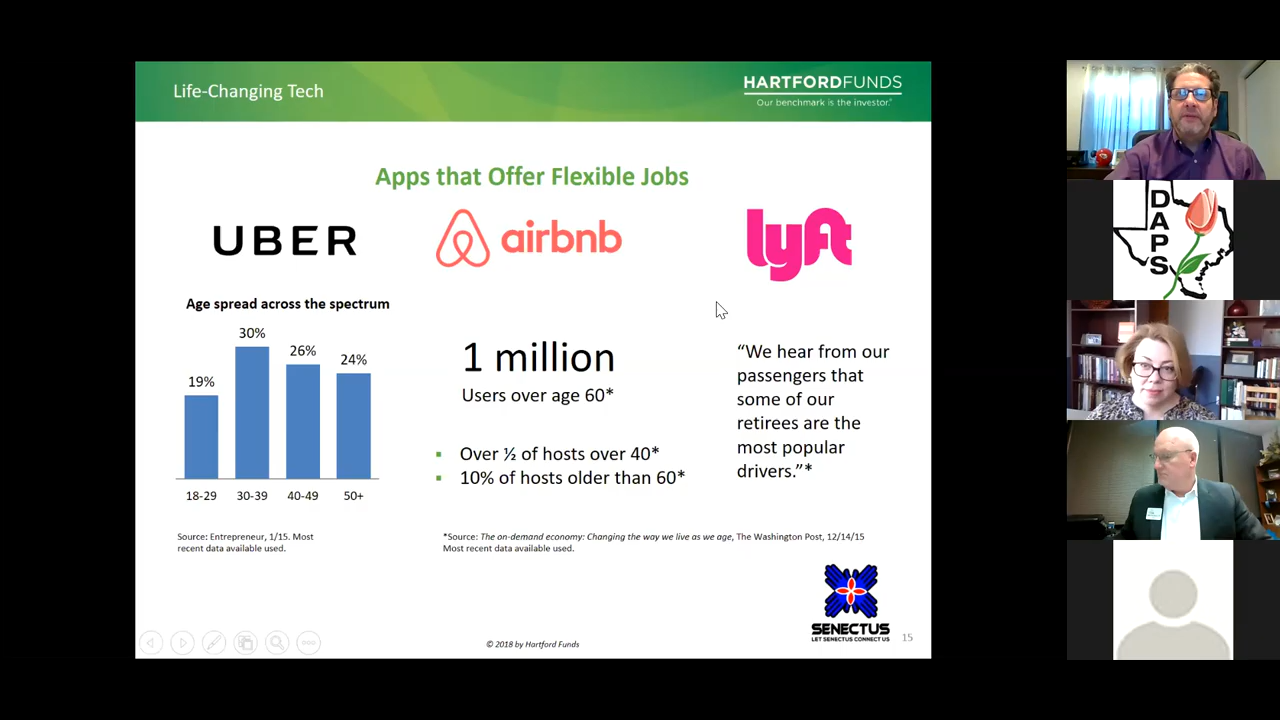 Life-Changing Tech
HARTFORDFUNDS
Our benchmark is the investor.®
Apps that Offer Flexible Jobs
UBER
airbnb
lyft
Age spread across the spectrum
19%
30%
26%
24%
18-29
30-39
40-49
50+
Source: Entrepreneur, 1/15. Most
recent data available used.
1 million
Users over age 60*
Over ½ of hosts over 40*
10% of hosts older than 60*
“We hear from our
passengers that
some of our
retirees are the
most popular
drivers.”*
*Source: The on-demand economy: Changing the way we live as we age, The Washington Post, 12/14/15
Most recent data available used.
SENECTUS
LET SENECTUS CONNECT US
© 2018 by Hartford Funds
15
DAPS